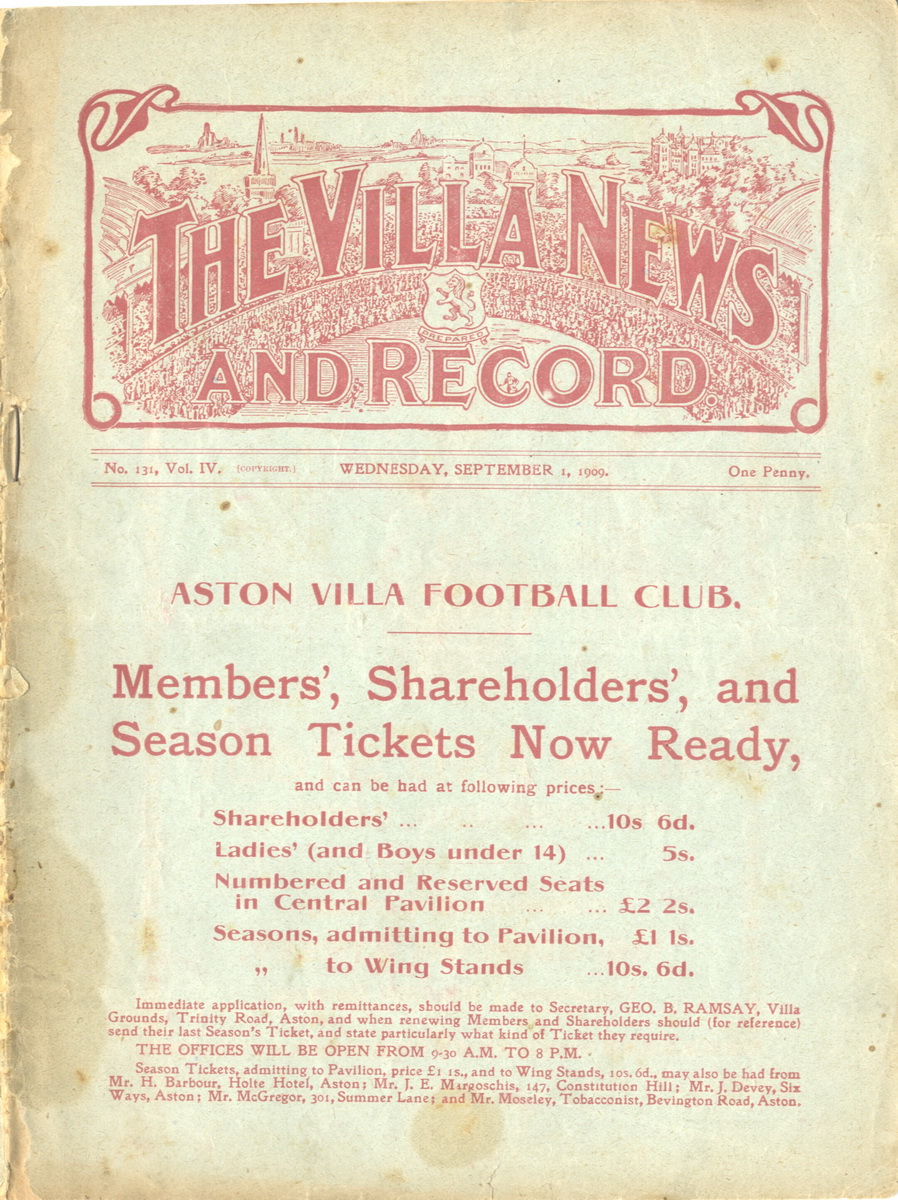 THE VILLA NEWS
AND RECORD.
PREPARED
No. 131, Vol. IV. [COPYRIGHT.] WEDNESDAY, SEPTEMBER 1, 1909. One Penny.
ASTON VILLA FOOTBALL CLUB.
Members', Shareholders', and
Season Tickets Now Ready,
and can be had at following prices :—
Shareholders' ... .. ... ...10s 6d.
Ladies' (and Boys under 14) ... 5s.
Numbered and Reserved Seats
in Central Pavilion ... ... £2 2s.
Seasons, admitting to Pavilion, £1 1s.
„ to Wing Stands ...10s. 6d.
Immediate application, with remittances, should be made to Secretary, GEO. B. RAMSAY, Villa
Grounds, Trinity Road, Aston, and when renewing Members and Shareholders should (for reference)
send their last Season's Ticket, and state particularly what kind of Ticket they require.
THE OFFICES WILL BE OPEN FROM 9-30 A.M. TO 8 P.M.
Season Tickets, admitting to Pavilion, price £1 1s., and to Wing Stands, 10s. 6d., may also be had from
Mr. H. Barbour, Holte Hotel, Aston; Mr. J. E. Margoschis, 147, Constitution Hill; Mr. J. Devey, Six
Ways, Aston; Mr. McGregor, 301, Summer Lane; and Mr. Moseley, Tobacconist, Bevington Road, Aston.